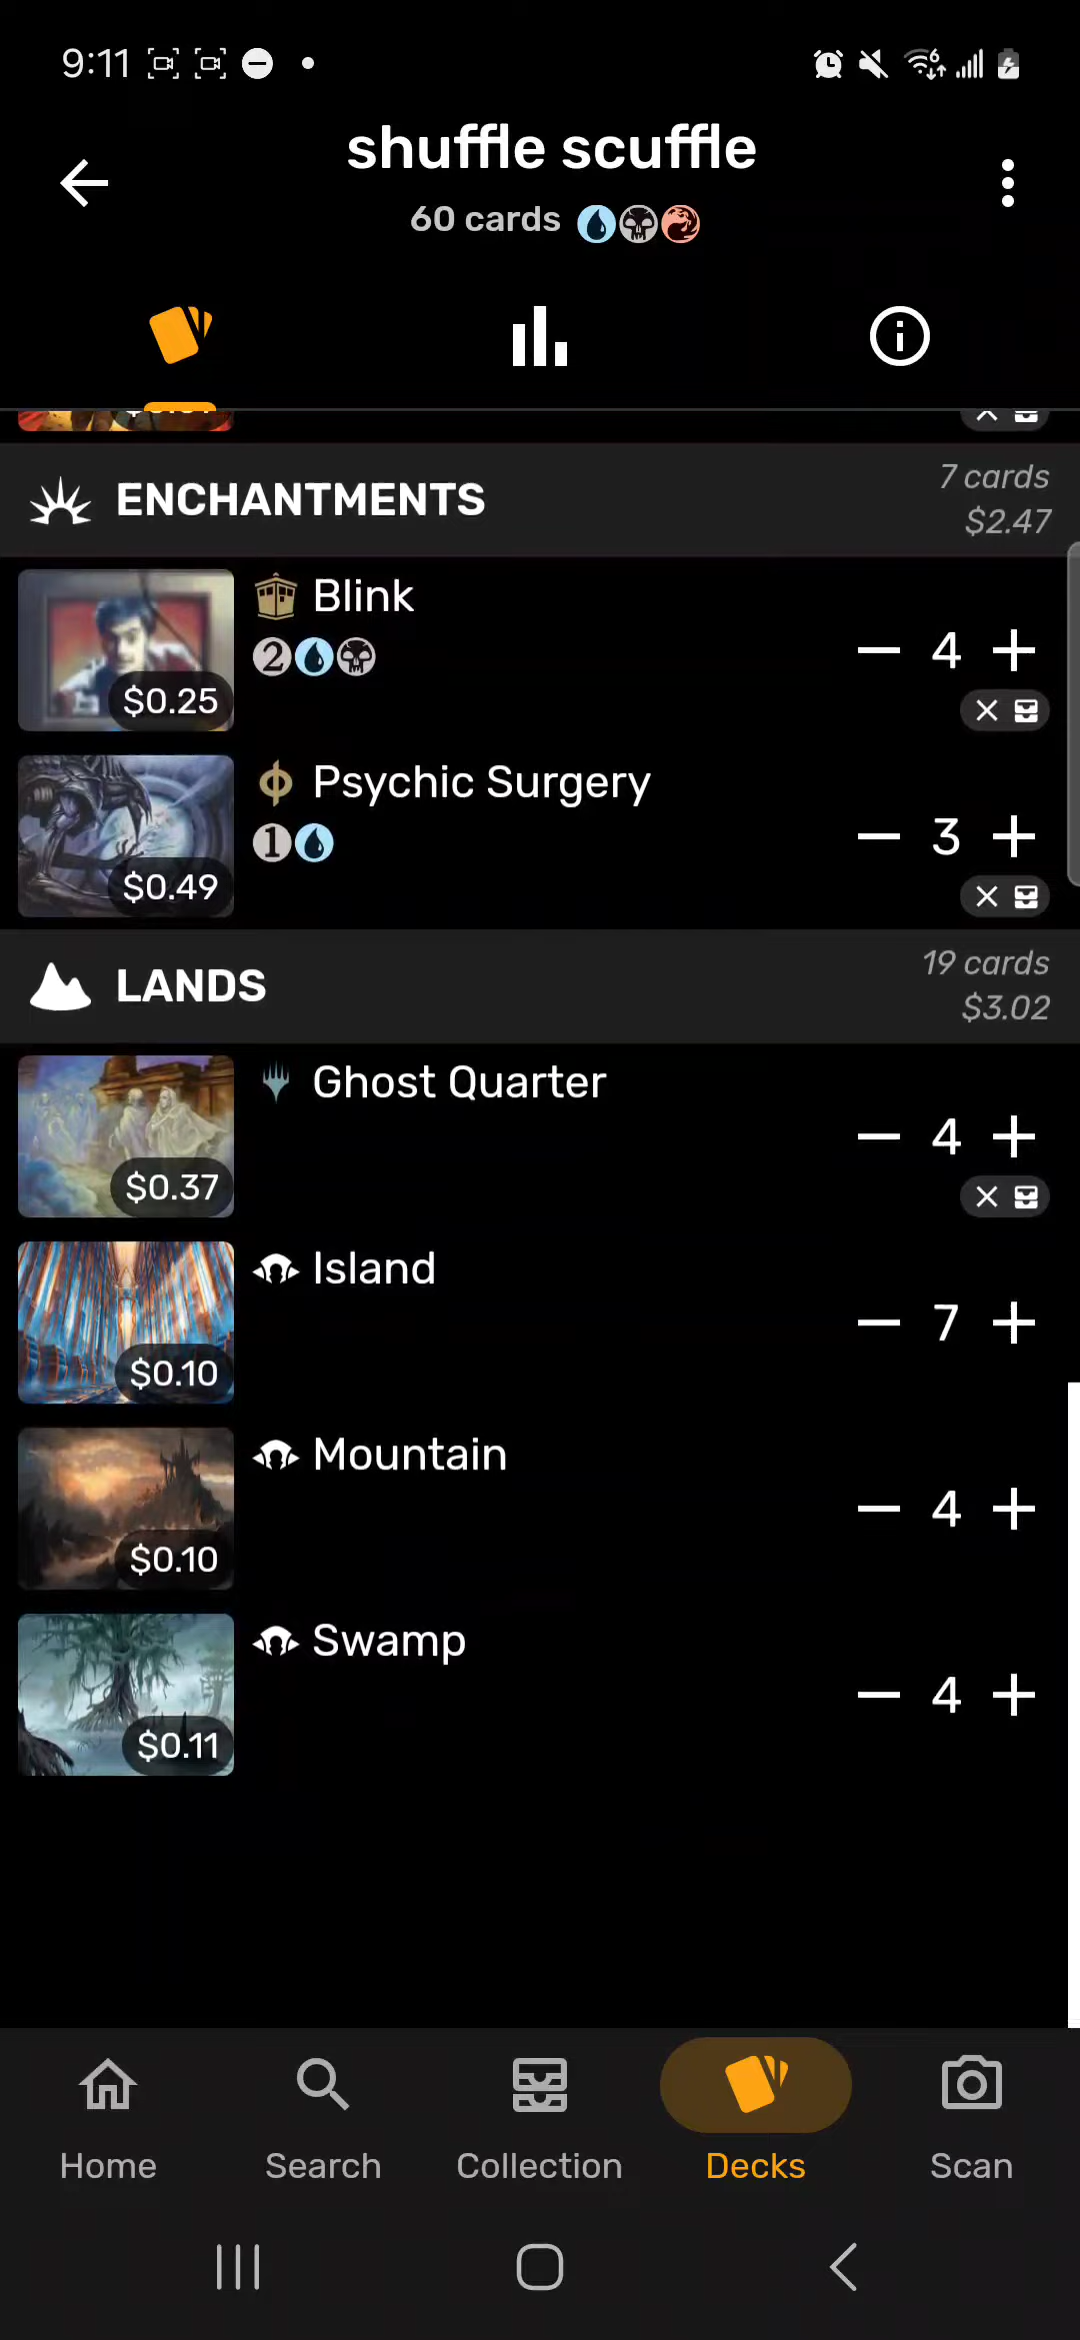 9:11
shuffle scuffle
60 cards
ENCHANTMENTS
7 cards
$2.47
Blink
2
4
$0.25
Psychic Surgery
1
3
$0.49
LANDS
19 cards
$3.02
Ghost Quarter
4
$0.37
Island
7
$0.10
Mountain
4
$0.10
Swamp
4
$0.11
Home
Search
Collection
Decks
Scan